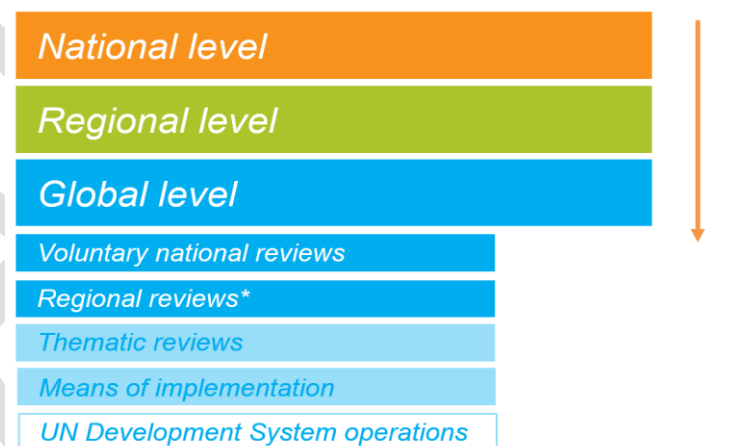 National level
Regional level
Global level
Voluntary national reviews
Regional reviews*
Thematic reviews
Means of implementation
UN Development System operations